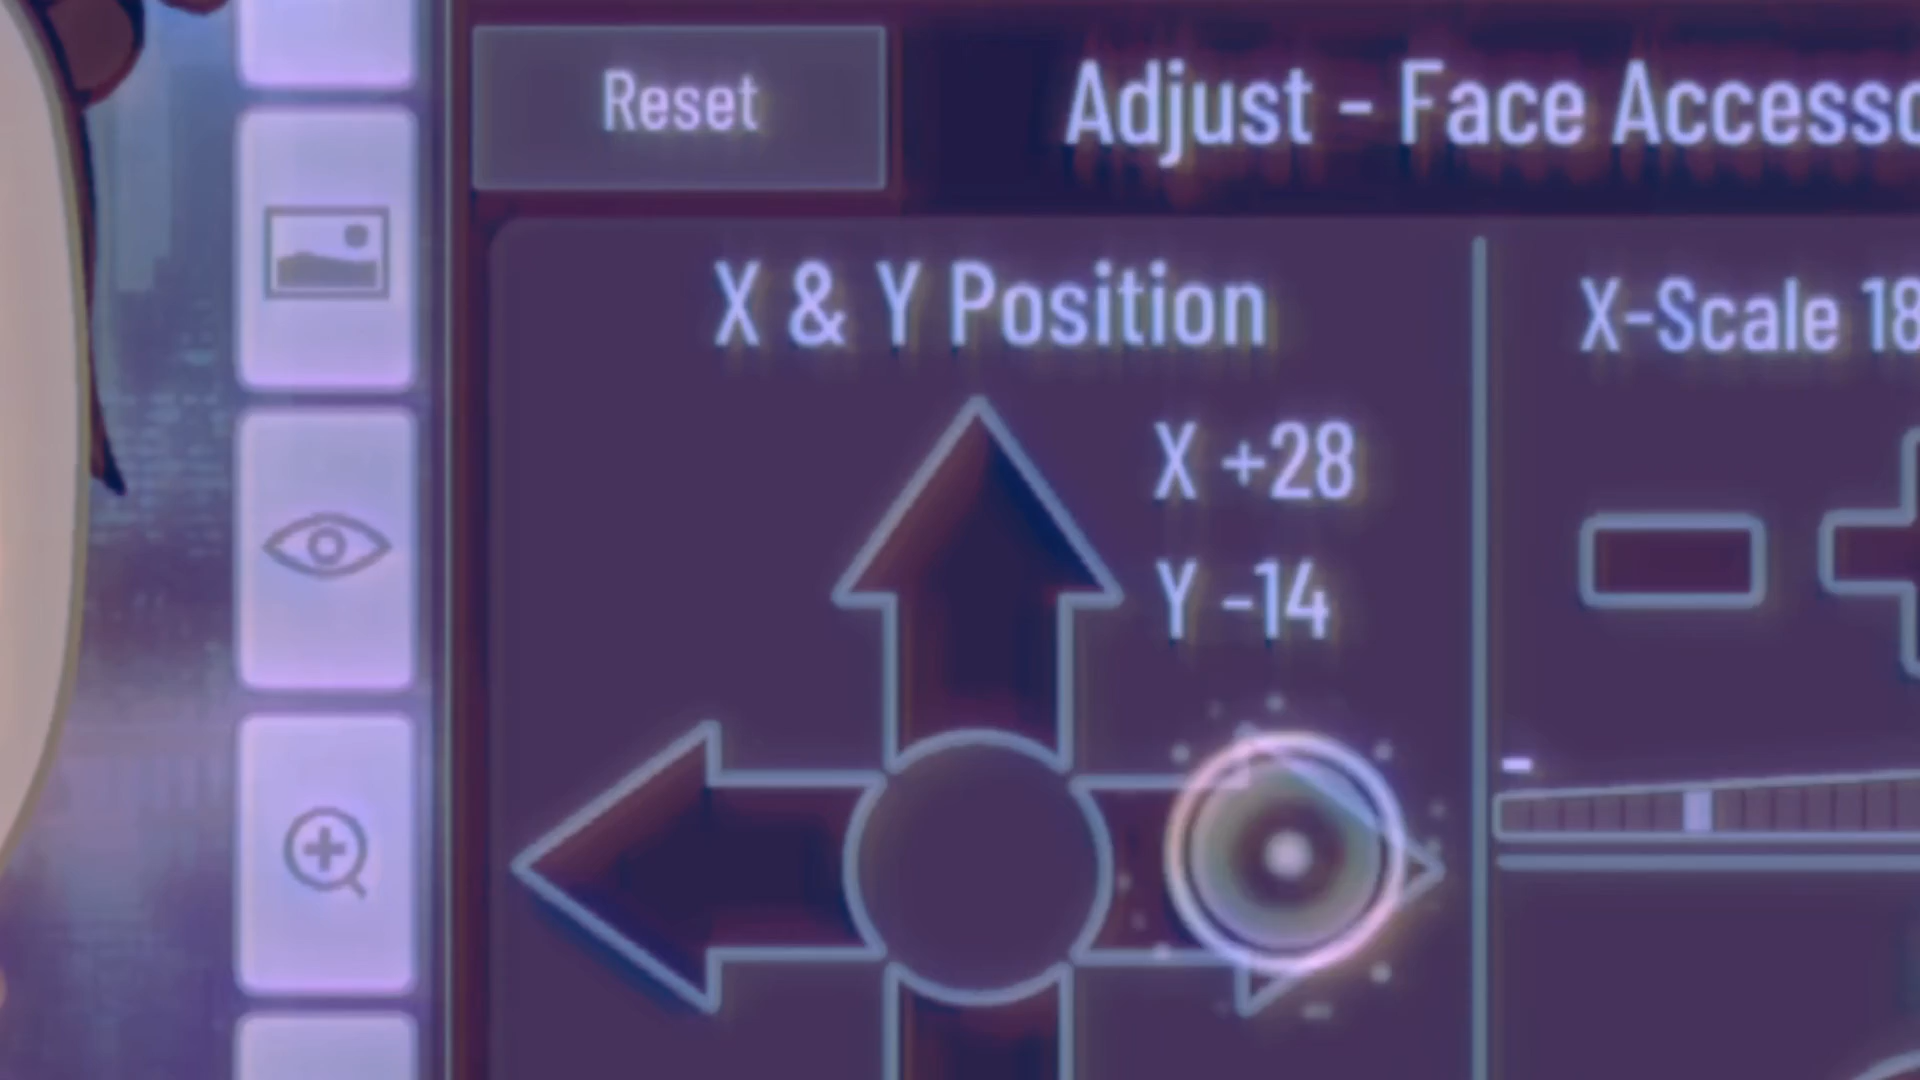 Reset
Adjust - Face Accesso
X & Y Position
X-Scale 18
X +28
Y -14